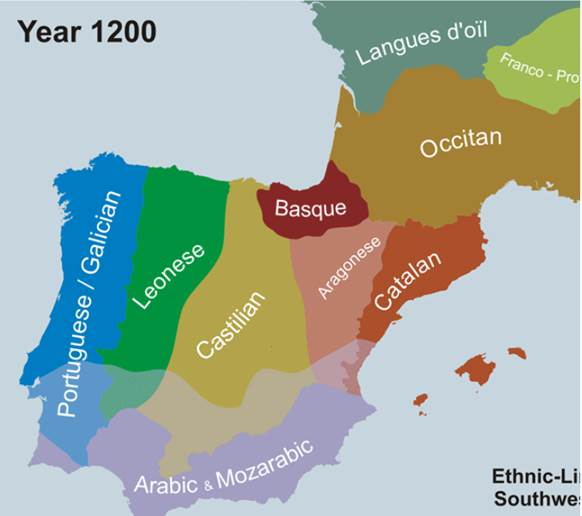 Year 1200
Langues d'oïl
Franco - Pro
Occitan
Basque
Portuguese / Galician
Leonese
Castilian
Aragonese
Catalan
Arabic & Mozarabic
Ethnic-Li
Southwes